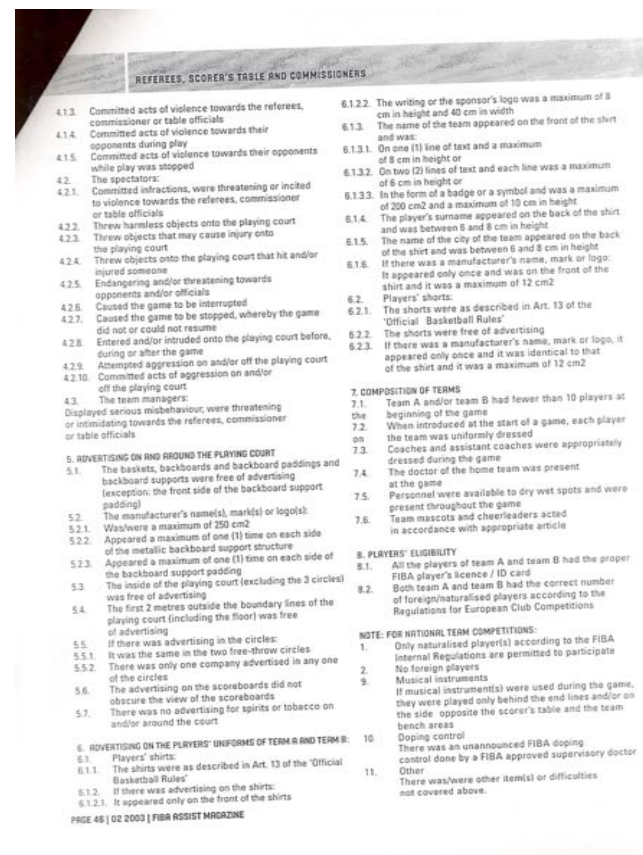 REFEREES, SCORER'S TABLE AND COMMISSIONERS
4.1.3. Committed acts of violence towards the referees,
commissioner or table officials
4.1.4. Committed acts of violence towards their
opponents during play
4.1.5. Committed acts of violence towards their opponents
while play was stopped
4.2. The spectators:
4.2.1. Committed infractions, were threatening or incited
to violence towards the referees, commissioner
or table officials
4.2.2. Threw harmless objects onto the playing court
4.2.3. Threw objects that may cause injury onto
the playing court
4.2.4. Threw objects onto the playing court that hit and/or
injured someone
4.2.5. Endangering and/or threatening towards
opponents and/or officials
4.2.6. Caused the game to be interrupted
4.2.7. Caused the game to be stopped, whereby the game
did not or could not resume
4.2.8. Entered and/or intruded onto the playing court before,
during or after the game
4.2.9. Attempted aggression on and/or off the playing court
4.2.10. Committed acts of aggression on and/or
off the playing court
4.3. The team managers:
Displayed serious misbehaviour, were threatening
or intimidating towards the referees, commissioner
or table officials
5. ADVERTISING ON AND AROUND THE PLAYING COURT
5.1. The baskets, backboards and backboard paddings and
backboard supports were free of advertising
(exception: the front side of the backboard support
padding)
5.2. The manufacturer's name(s), mark(s) or logo(s):
5.2.1. Was/were a maximum of 250 cm2
5.2.2. Appeared a maximum of one (1) time on each side
of the metallic backboard support structure
5.2.3. Appeared a maximum of one (1) time on each side of
the backboard support padding
5.3. The inside of the playing court (excluding the 3 circles)
was free of advertising
5.4. The first 2 metres outside the boundary lines of the
playing court (including the floor) was free
of advertising
5.5. If there was advertising in the circles:
5.5.1. It was the same in the two free-throw circles
5.5.2. There was only one company advertised in any one
of the circles
5.6. The advertising on the scoreboards did not
obscure the view of the scoreboards
5.7. There was no advertising for spirits or tobacco on
and/or around the court
6. ADVERTISING ON THE PLAYERS' UNIFORMS OF TEAM A AND TEAM B:
6.1. Players' shirts:
6.1.1. The shirts were as described in Art. 13 of the 'Official
Basketball Rules'
6.1.2. If there was advertising on the shirts:
6.1.2.1. It appeared only on the front of the shirts
6.1.2.2. The writing or the sponsor's logo was a maximum of 8
cm in height and 40 cm in width
6.1.3. The name of the team appeared on the front of the shirt
and was:
6.1.3.1. On one (1) line of text and a maximum
of 8 cm in height or
6.1.3.2. On two (2) lines of text and each line was a maximum
of 6 cm in height or
6.1.3.3. In the form of a badge or a symbol and was a maximum
of 200 cm2 and a maximum of 10 cm in height
6.1.4. The player's surname appeared on the back of the shirt
and was between 6 and 8 cm in height
6.1.5. The name of the city of the team appeared on the back
of the shirt and was between 6 and 8 cm in height
6.1.6. If there was a manufacturer's name, mark or logo:
It appeared only once and was on the front of the
shirt and it was a maximum of 12 cm2
6.2. Players' shorts:
6.2.1. The shorts were as described in Art. 13 of the
'Official Basketball Rules'
6.2.2. The shorts were free of advertising
6.2.3. If there was a manufacturer's name, mark or logo, it
appeared only once and it was identical to that
of the shirt and it was a maximum of 12 cm2
7. COMPOSITION OF TERMS
7.1. Team A and/or team B had fewer than 10 players at
the beginning of the game
7.2. When introduced at the start of a game, each player
on the team was uniformly dressed
7.3. Coaches and assistant coaches were appropriately
dressed during the game
7.4. The doctor of the home team was present
at the game
7.5. Personnel were available to dry wet spots and were
present throughout the game
7.6. Team mascots and cheerleaders acted
in accordance with appropriate article
8. PLAYERS' ELIGIBILITY
8.1. All the players of team A and team B had the proper
FIBA player's licence / ID card
8.2. Both team A and team B had the correct number
of foreign/naturalised players according to the
Regulations for European Club Competitions
NOTE: FOR NATIONAL TEAM COMPETITIONS:
1. Only naturalised player(s) according to the FIBA
Internal Regulations are permitted to participate
2. No foreign players
9. Musical instruments
If musical instrument(s) were used during the game,
they were played only behind the end lines and/or on
the side opposite the scorer's table and the team
bench areas
10. Doping control
There was an unannounced FIBA doping
control done by a FIBA approved supervisory doctor
11. Other
There was/were other item(s) or difficulties
not covered above.
PAGE 46 | 02 2003 | FIBA ASSIST MAGAZINE